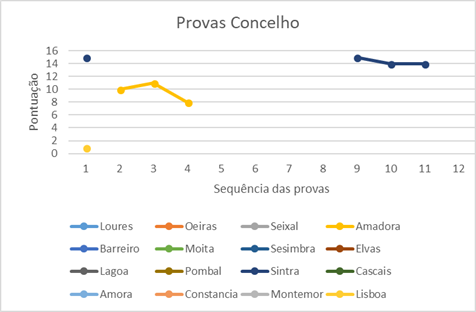 Provas Concelho
16
14
12
10
8
6
4
2
0
Pontuação
1 2 3 4 5 6 7 8 9 10 11 12
Sequência das provas
Loures Oeiras Seixal Amadora
Barreiro Moita Sesimbra Elvas
Lagoa Pombal Sintra Cascais
Amora Constancia Montemor Lisboa